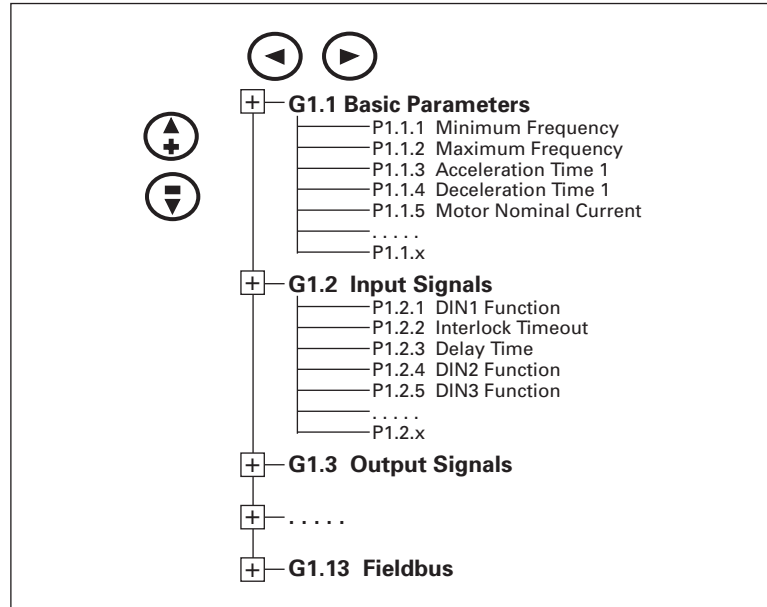 G1.1 Basic Parameters
P1.1.1 Minimum Frequency
P1.1.2 Maximum Frequency
P1.1.3 Acceleration Time 1
P1.1.4 Deceleration Time 1
P1.1.5 Motor Nominal Current
. . . . .
P1.1.x
G1.2 Input Signals
P1.2.1 DIN1 Function
P1.2.2 Interlock Timeout
P1.2.3 Delay Time
P1.2.4 DIN2 Function
P1.2.5 DIN3 Function
. . . . .
P1.2.x
G1.3 Output Signals
. . . . .
G1.13 Fieldbus